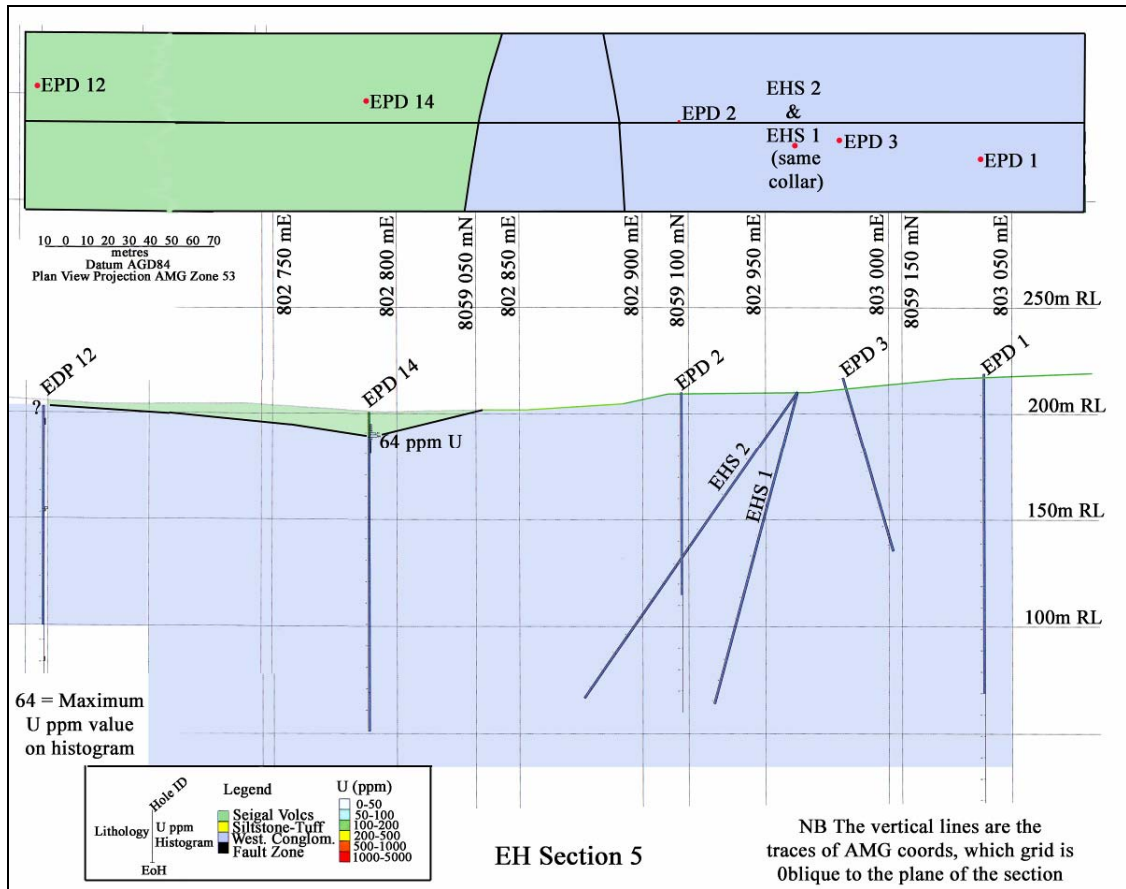 EPD 12
EPD 14
EPD 2
EHS 2
&
EHS 1
(same
collar)
EPD 3
EPD 1
10 0 10 20 30 40 50 60 70
metres
Datum AGD84
Plan View Projection AMG Zone 53
802 750 mE
802 800 mE
8059 050 mN
802 850 mE
802 900 mE
8059 100 mN
802 950 mE
803 000 mE
8059 150 mN
803 050 mE
250m RL
EDP 12
EPD 14
EPD 2
EPD 3
EPD 1
?
200m RL
64 ppm U
EHS 2
EHS 1
150m RL
100m RL
64 = Maximum
U ppm value
on histogram
Hole ID
Lithology
U ppm
Histogram
EoH
Legend
Seigal Volcs
Siltstone-Tuff
West. Conglom.
Fault Zone
U (ppm)
0-50
50-100
100-200
200-500
500-1000
1000-5000
EH Section 5
NB The vertical lines are the
traces of AMG coords, which grid is
0blique to the plane of the section